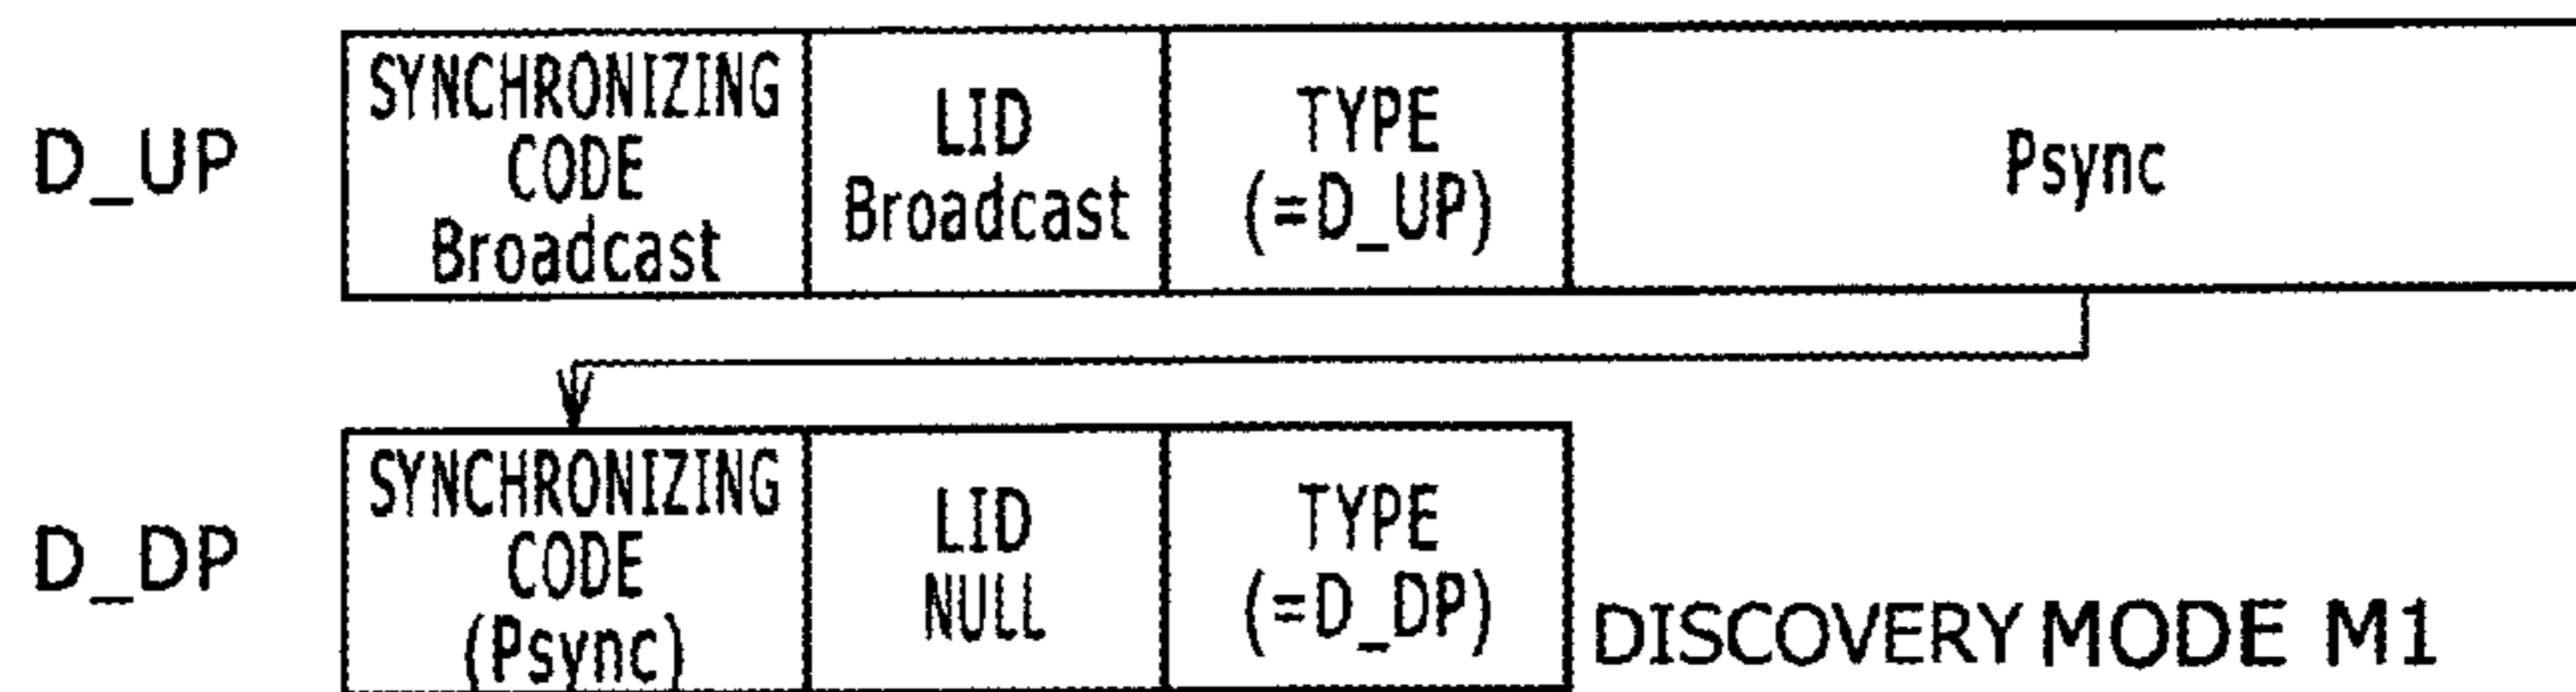 D_UP
SYNCHRONIZING
CODE
Broadcast
LID
Broadcast
TYPE
(=D_UP)
Psync
D_DP
SYNCHRONIZING
CODE
(Psync)
LID
NULL
TYPE
(=D_DP)
DISCOVERY MODE M1